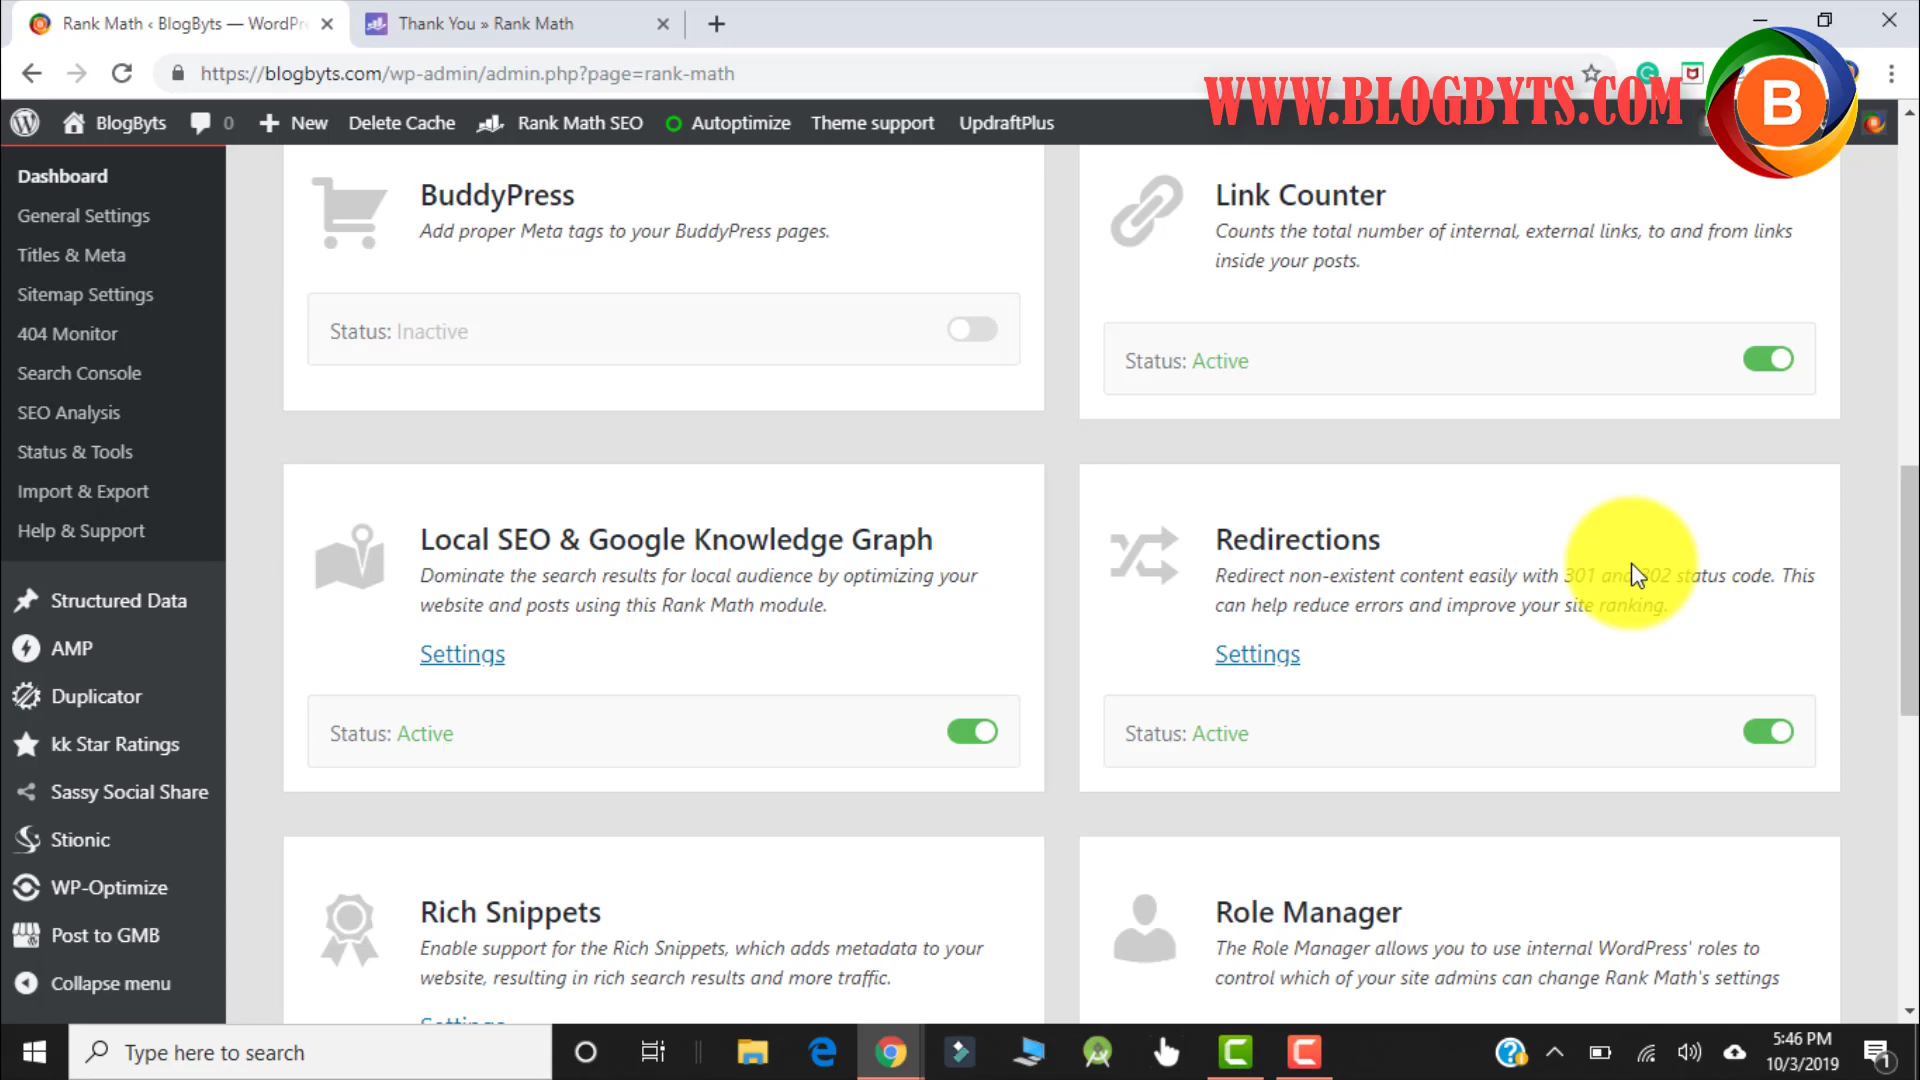 Rank Math ‹ BlogByts — WordPre
Thank You » Rank Math
https://blogbyts.com/wp-admin/admin.php?page=rank-math
WWW.BLOGBYTS.COM
B
BlogByts
0
New
Delete Cache
Rank Math SEO
Autoptimize
Theme support
UpdraftPlus
Dashboard
General Settings
Titles & Meta
Sitemap Settings
404 Monitor
Search Console
SEO Analysis
Status & Tools
Import & Export
Help & Support
Structured Data
AMP
Duplicator
kk Star Ratings
Sassy Social Share
Stionic
WP-Optimize
Post to GMB
Collapse menu
BuddyPress
Add proper Meta tags to your BuddyPress pages.
Status: Inactive
Link Counter
Counts the total number of internal, external links, to and from links
inside your posts.
Status: Active
Local SEO & Google Knowledge Graph
Dominate the search results for local audience by optimizing your
website and posts using this Rank Math module.
Settings
Status: Active
Redirections
Redirect non-existent content easily with 301 and 302 status code. This
can help reduce errors and improve your site ranking.
Settings
Status: Active
Rich Snippets
Enable support for the Rich Snippets, which adds metadata to your
website, resulting in rich search results and more traffic.
Settings
Role Manager
The Role Manager allows you to use internal WordPress' roles to
control which of your site admins can change Rank Math's settings
Type here to search
5:46 PM
10/3/2019
1